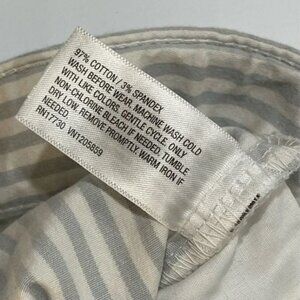 97% COTTON / 3% SPANDEX
WASH BEFORE WEAR, MACHINE WASH COLD
WITH LIKE COLORS. GENTLE CYCLE, ONLY
NON-CHLORINE BLEACH IF NEEDED, TUMBLE
DRY LOW, REMOVE PROMPTLY, WARM IRON IF
NEEDED.
RN17730 VN1205859